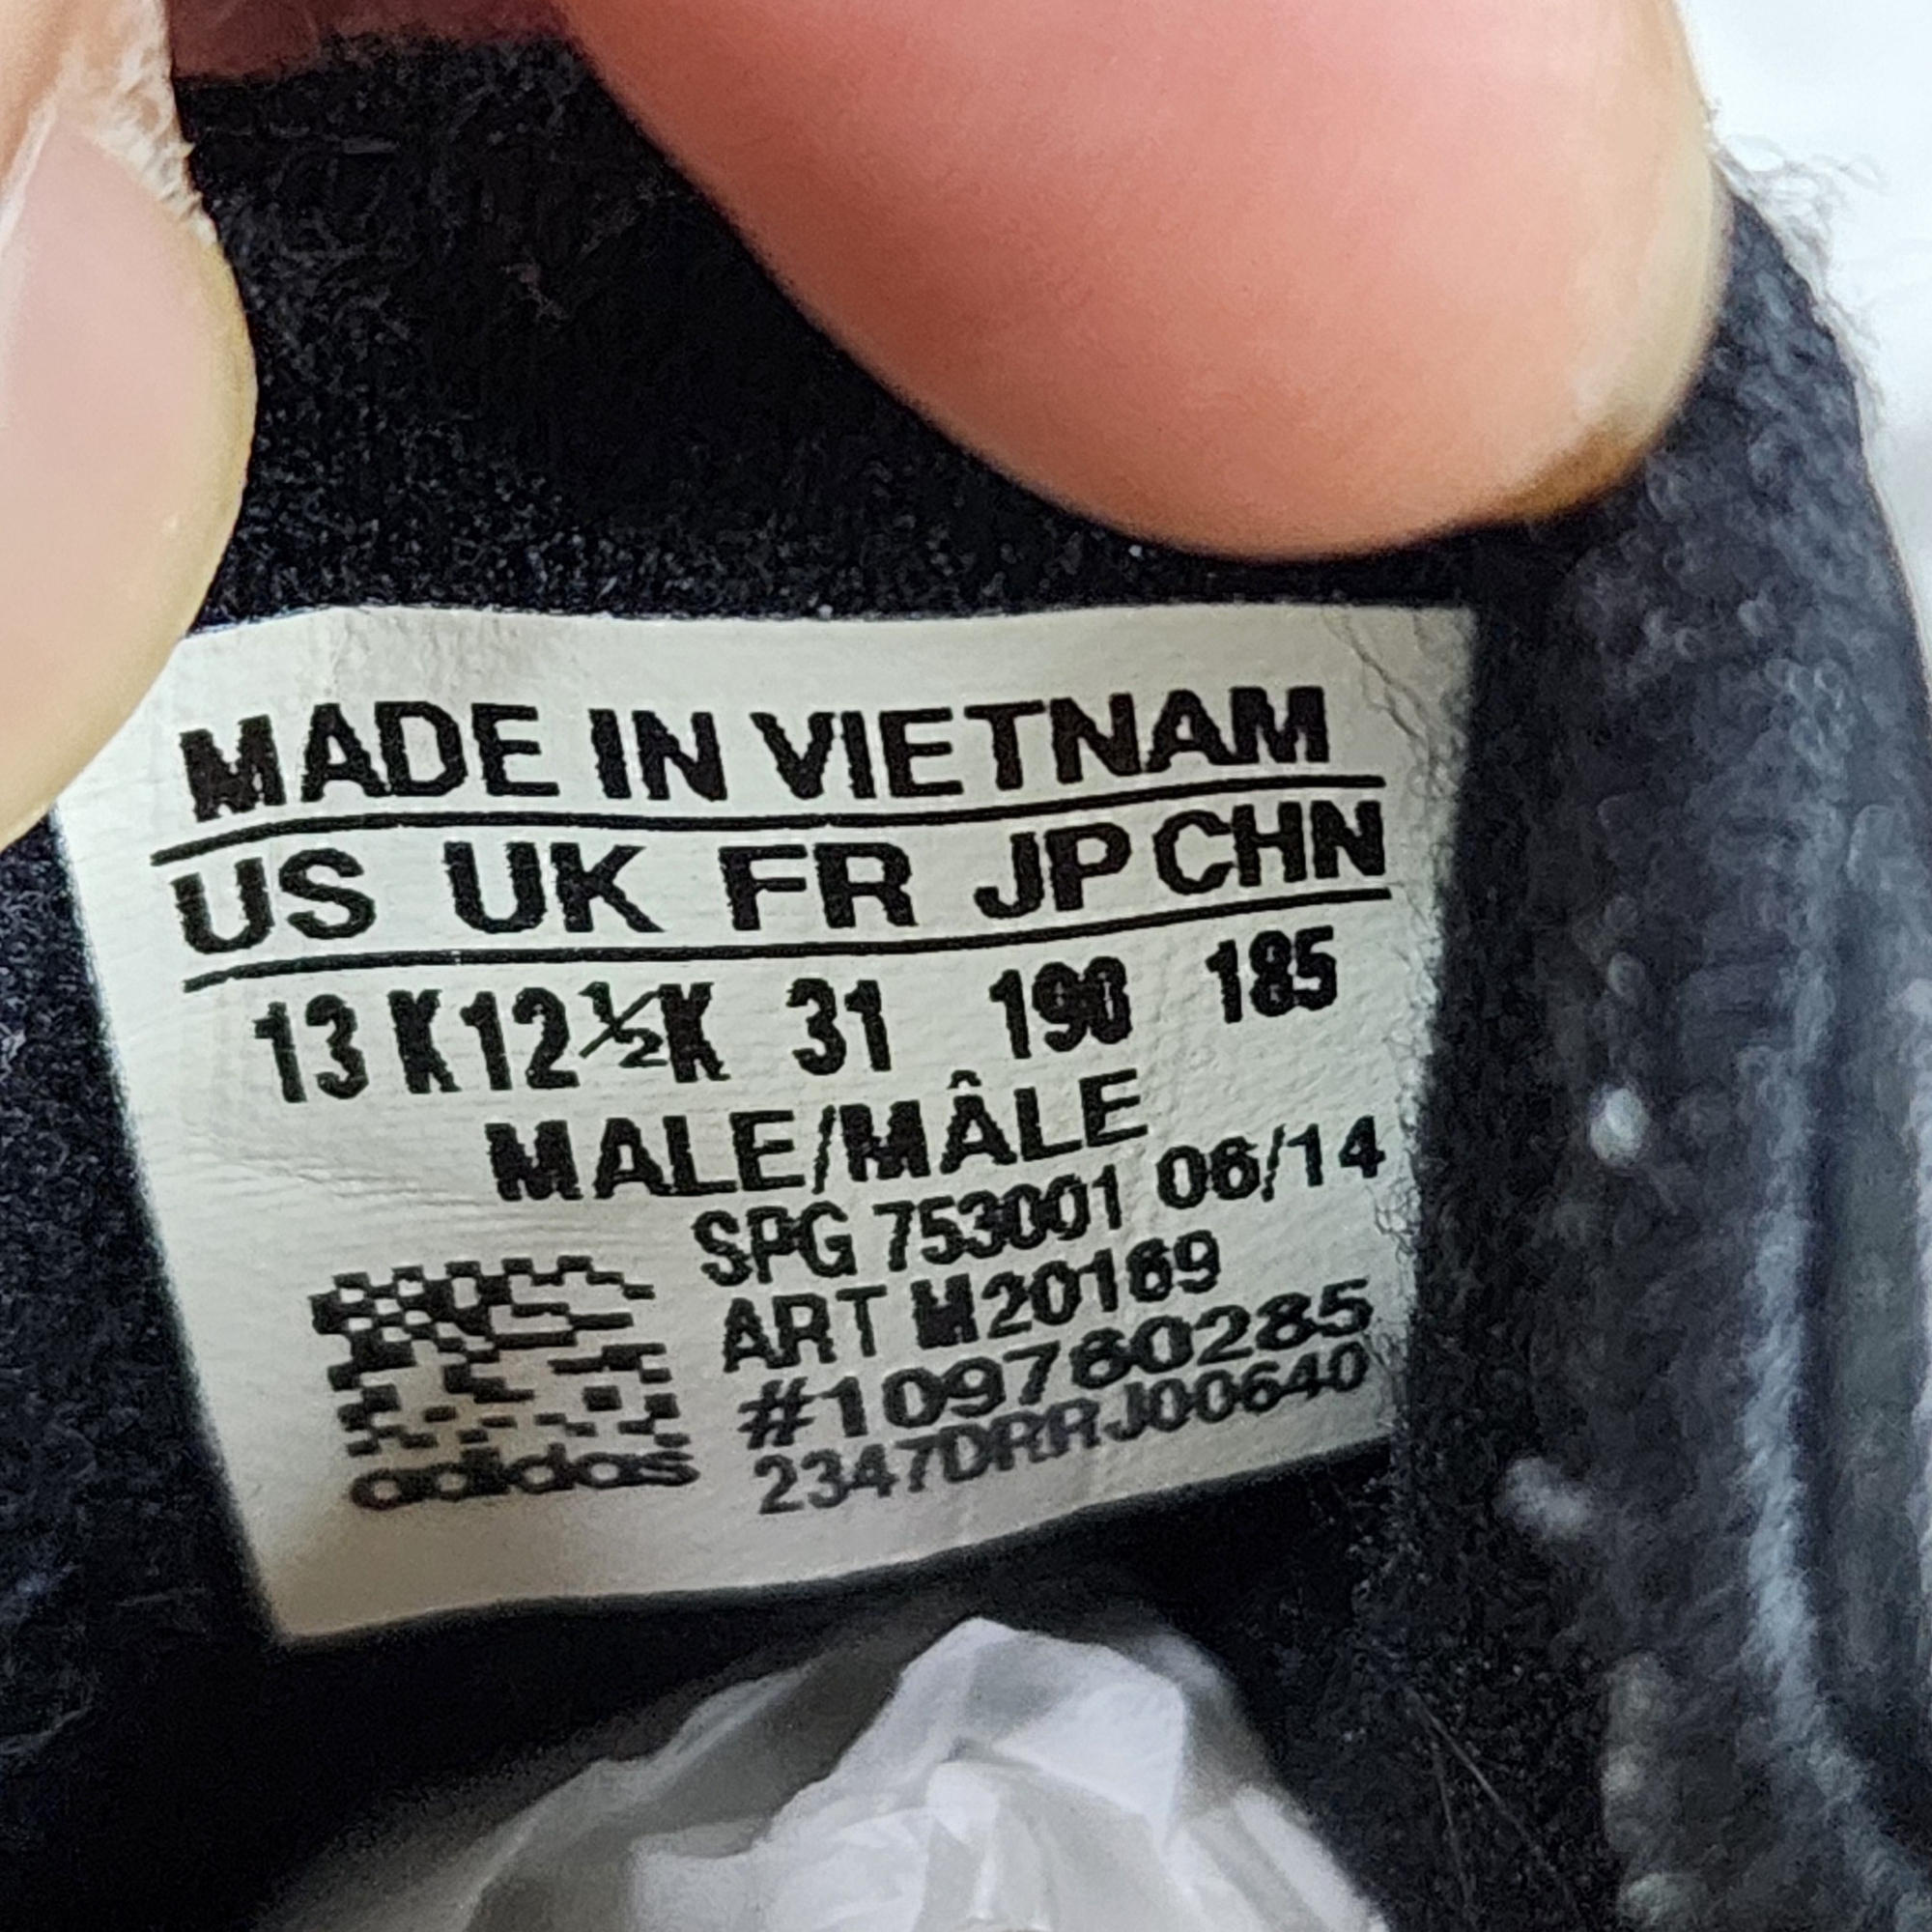 MADE IN VIETNAM
US UK FR JP CHN
13 K 12½K 31 190 185
MALE/MÂLE
SPG 753001 06/14
ART M20169
#109760285
2347DRRJ00640
adidas